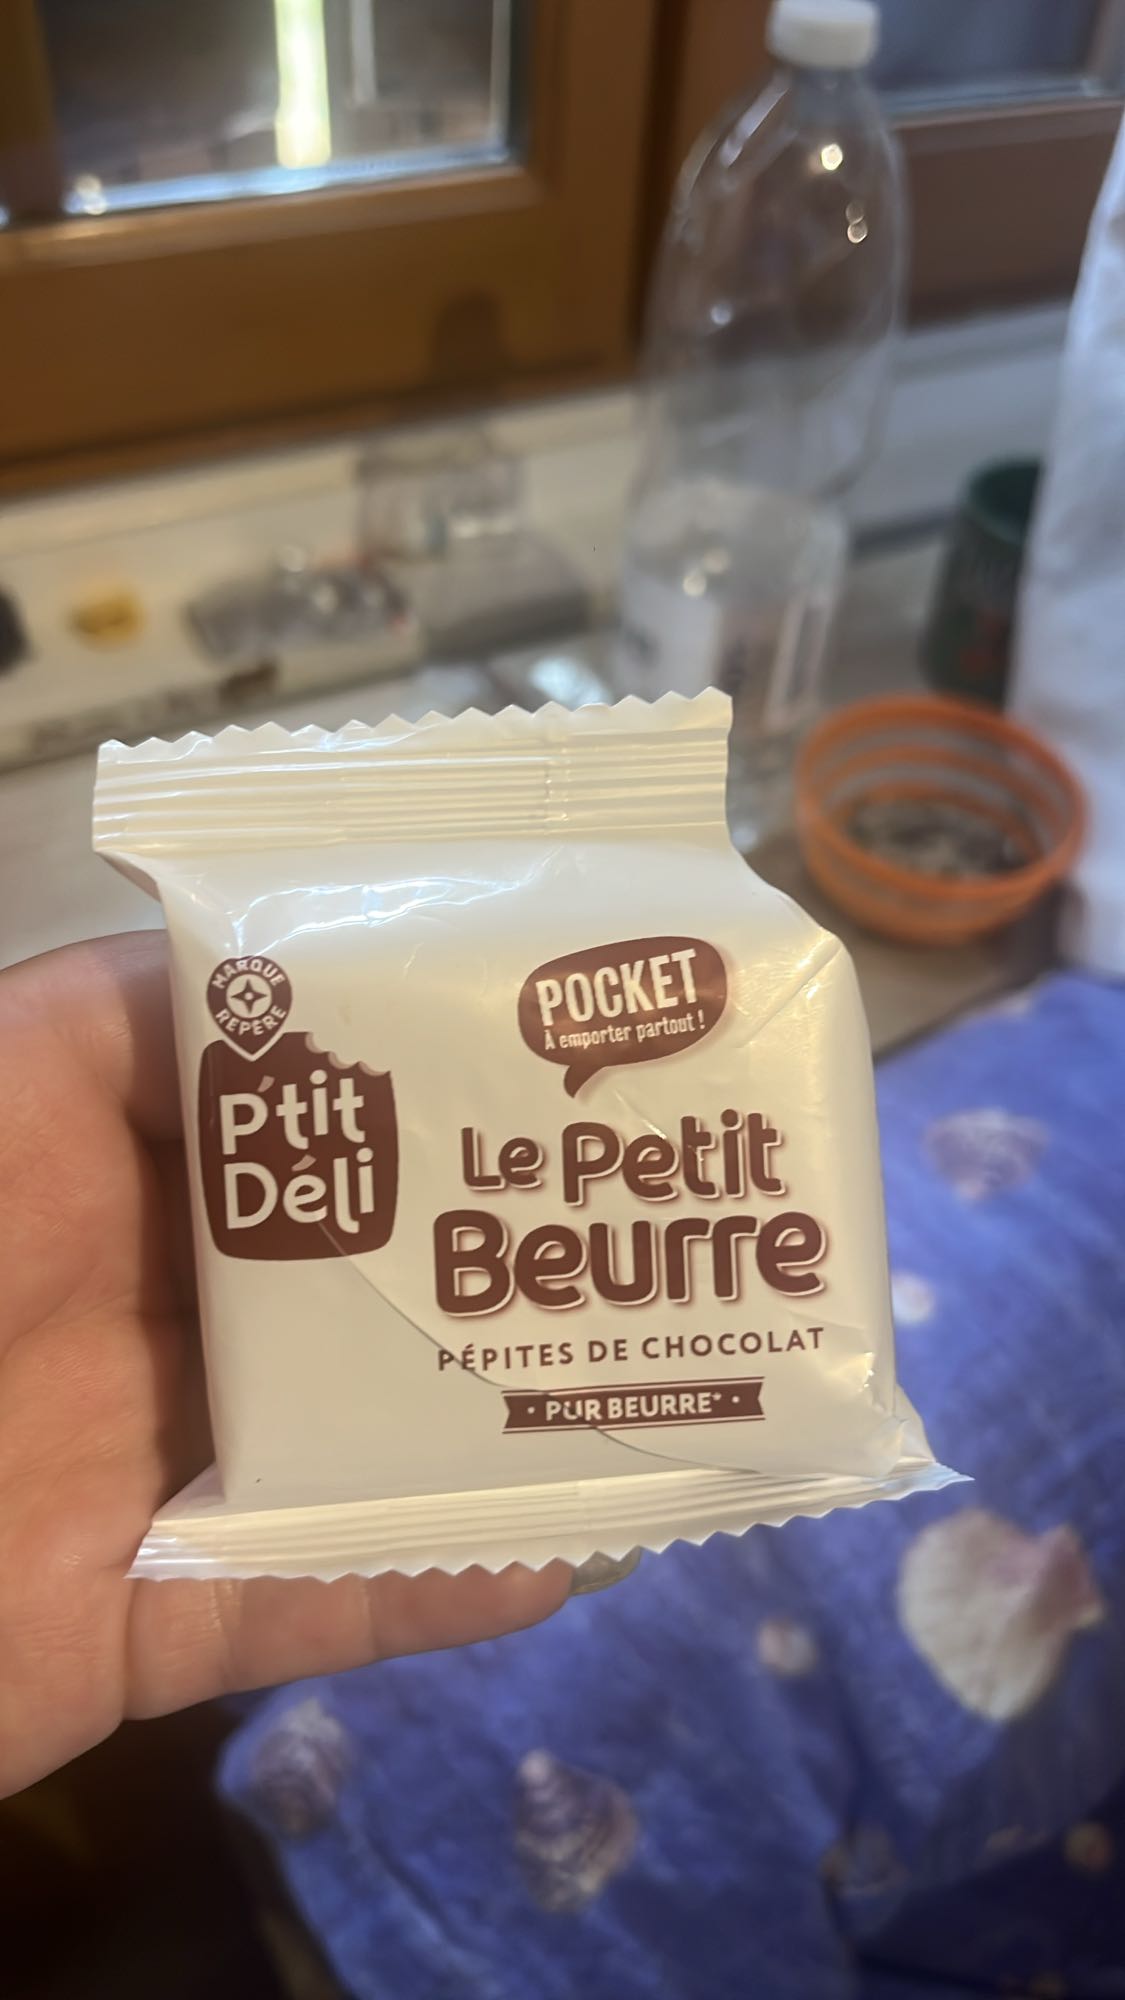 MARQUE
REPÈRE
P'tit
Déli
POCKET
À emporter partout !
Le Petit
Beurre
PÉPITES DE CHOCOLAT
• PUR BEURRE* •